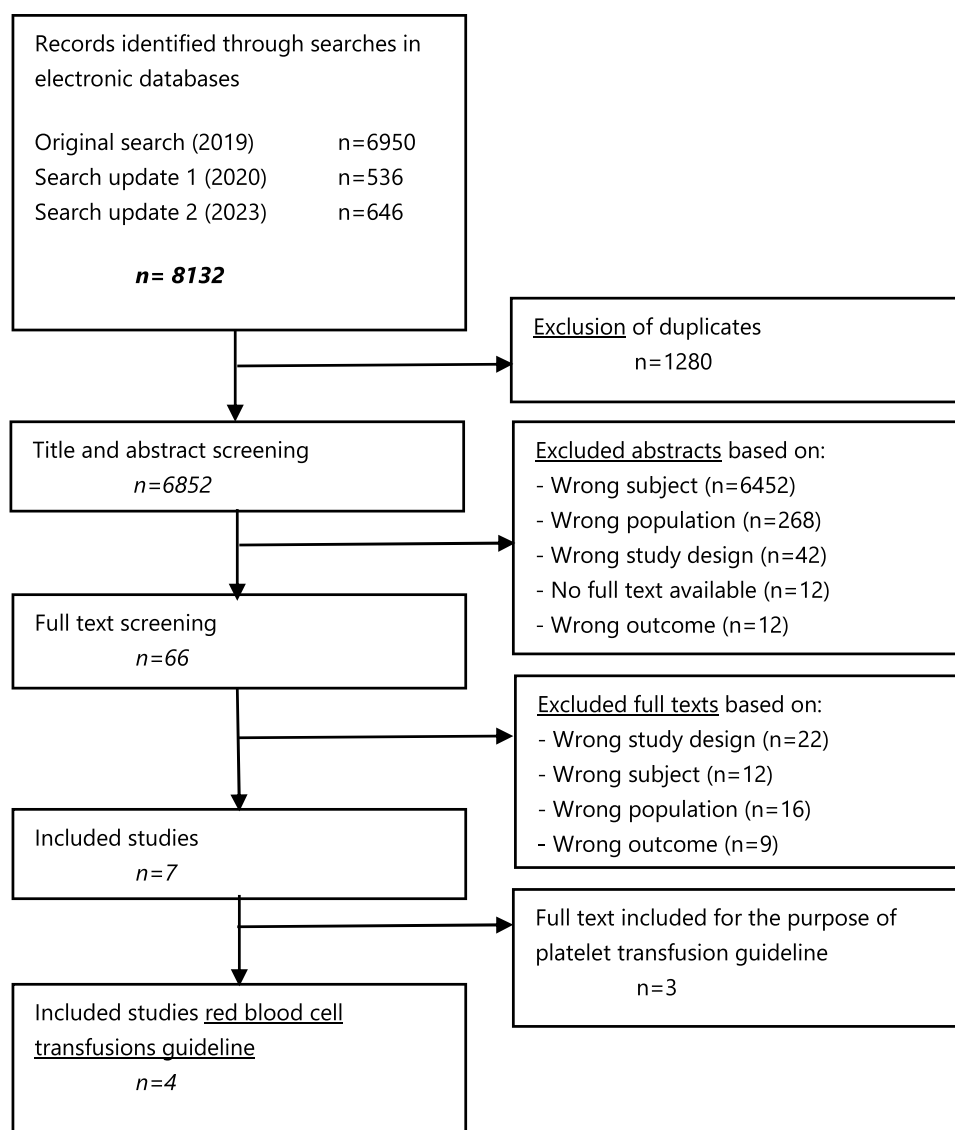 Records identified through searches in
electronic databases
Original search (2019) n=6950
Search update 1 (2020) n=536
Search update 2 (2023) n=646
n= 8132
Exclusion of duplicates
n=1280
Title and abstract screening
n=6852
Excluded abstracts based on:
- Wrong subject (n=6452)
- Wrong population (n=268)
- Wrong study design (n=42)
- No full text available (n=12)
- Wrong outcome (n=12)
Full text screening
n=66
Excluded full texts based on:
- Wrong study design (n=22)
- Wrong subject (n=12)
- Wrong population (n=16)
- Wrong outcome (n=9)
Included studies
n=7
Full text included for the purpose of
platelet transfusion guideline
n=3
Included studies red blood cell
transfusions guideline
n=4